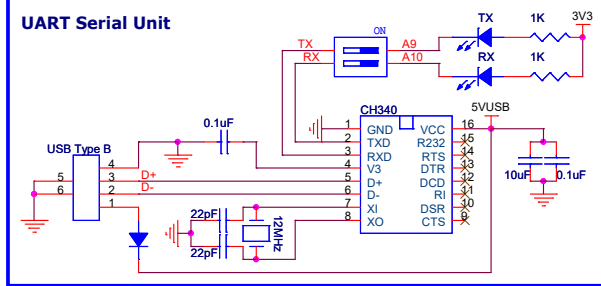 UART Serial Unit
TX
1K
3V3
ON
TX
A9
RX
A10
RX
1K
CH340
5VUSB
0.1uF
1
GND
VCC
16
USB Type B
2
TXD
R232
15
3
RXD
RTS
14
4
4
V3
DTR
13
5
3
D+
5
D+
DCD
12
10uF
0.1uF
6
2
D-
6
D-
RI
11
1
22pF
7
XI
DSR
10
12MHz
8
XO
CTS
9
22pF